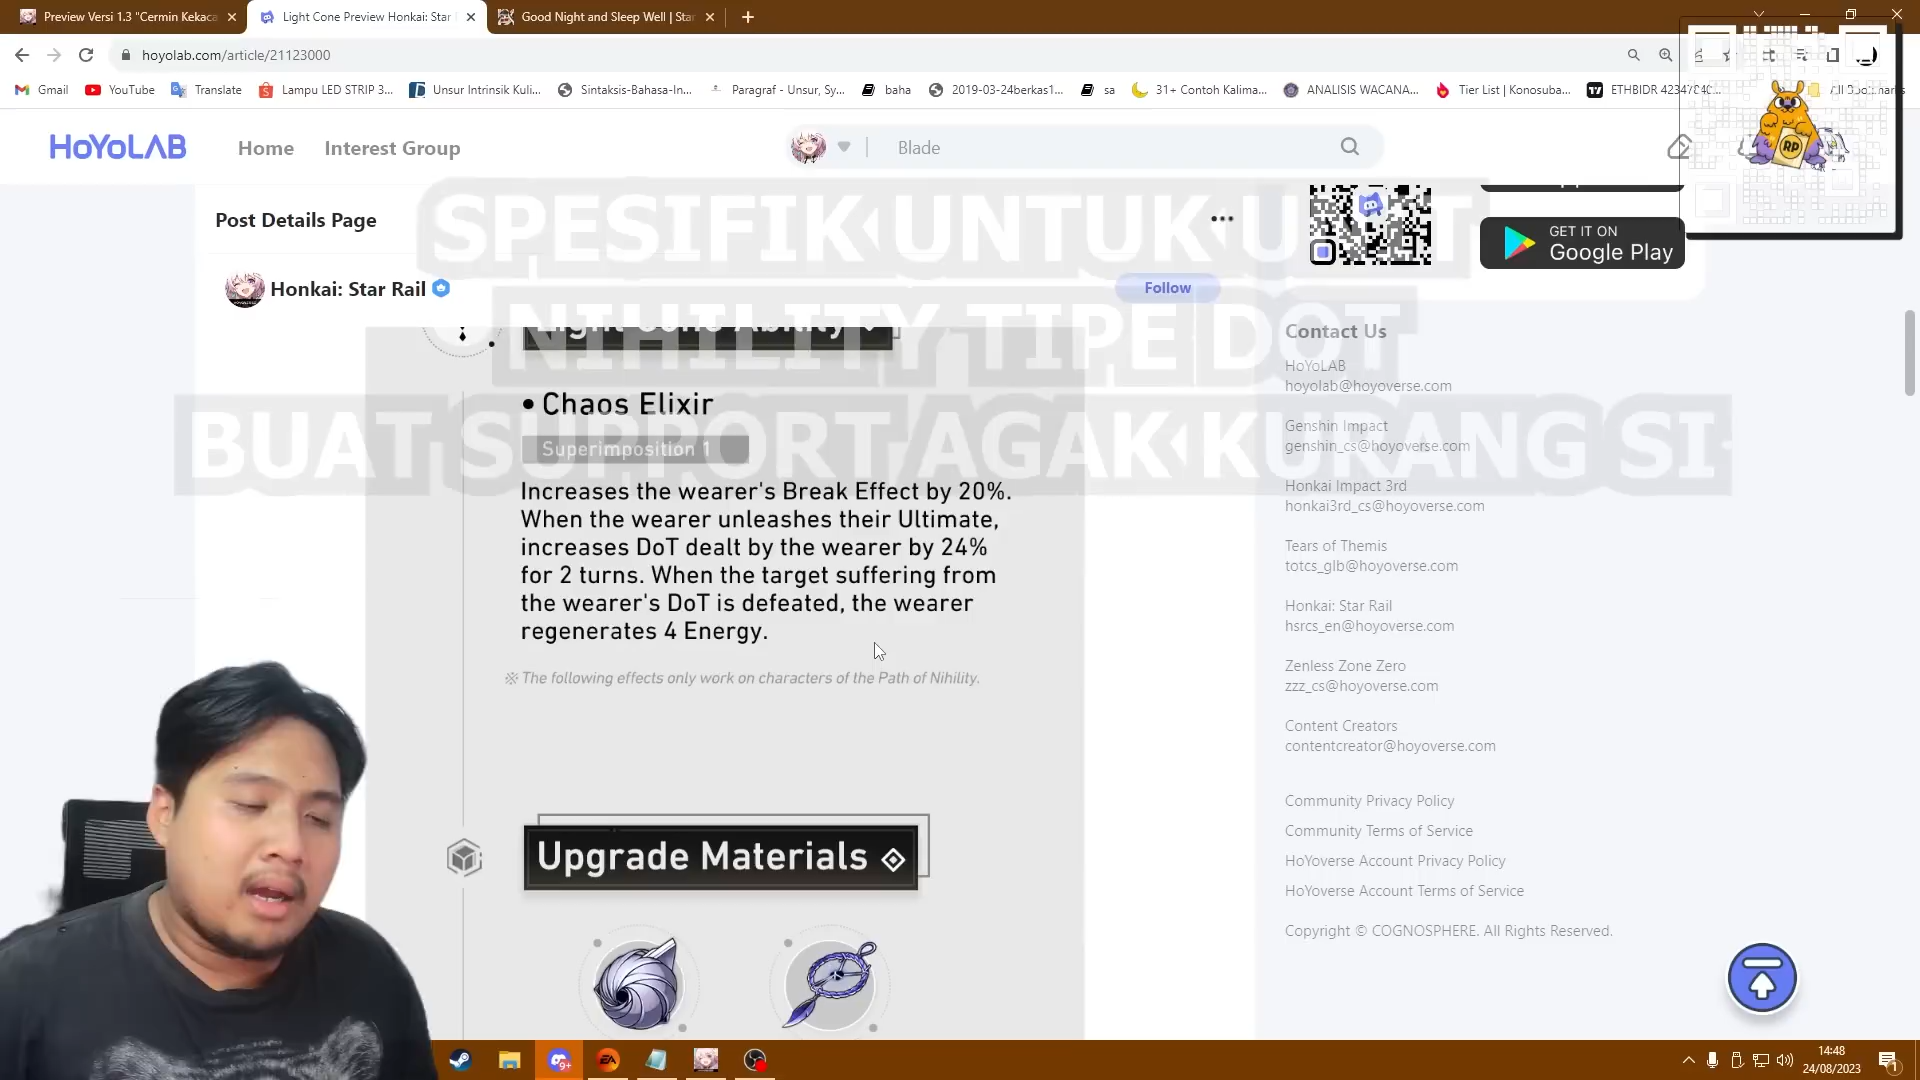 Preview Versi 1.3 "Cermin Kekaca
Light Cone Preview Honkai: Star
Good Night and Sleep Well | Star
hoyolab.com/article/21123000
Gmail
YouTube
Translate
Lampu LED STRIP 3...
Unsur Intrinsik Kuli...
Sintaksis-Bahasa-In...
Paragraf - Unsur, Sy...
baha
2019-03-24berkas1...
sa
31+ Contoh Kalima...
ANALISIS WACANA...
Tier List | Konosuba...
All Bookmarks
HoYoLAB
Home
Interest Group
Blade
RP
Post Details Page
SPESIFIK UNTUK UNIT
NIHILITY TIPE DOT
BUAT SUPPORT AGAK KURANG SI
GET IT ON
Google Play
Honkai: Star Rail
Follow
Light Cone Ability
• Chaos Elixir
Superimposition 1
Increases the wearer's Break Effect by 20%.
When the wearer unleashes their Ultimate,
increases DoT dealt by the wearer by 24%
for 2 turns. When the target suffering from
the wearer's DoT is defeated, the wearer
regenerates 4 Energy.
※ The following effects only work on characters of the Path of Nihility.
Upgrade Materials
Contact Us
HoYoLAB
hoyolab@hoyoverse.com
Genshin Impact
genshin_cs@hoyoverse.com
Honkai Impact 3rd
honkai3rd_cs@hoyoverse.com
Tears of Themis
totcs_glb@hoyoverse.com
Honkai: Star Rail
hsrcs_en@hoyoverse.com
Zenless Zone Zero
zzz_cs@hoyoverse.com
Content Creators
contentcreator@hoyoverse.com
Community Privacy Policy
Community Terms of Service
HoYoverse Account Privacy Policy
HoYoverse Account Terms of Service
Copyright © COGNOSPHERE. All Rights Reserved.
9+
EA
14:48
24/08/2023
1